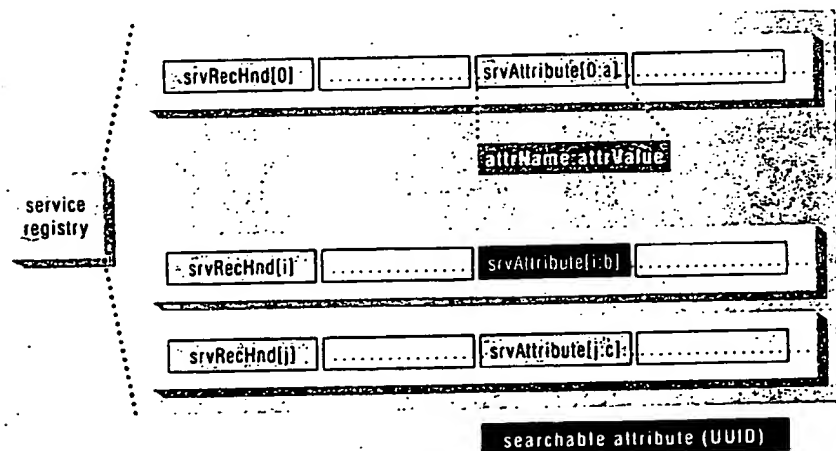 srvRecHnd[0] ............. srvAttribute[0:a] .............. ...
attrName:attrValue
service
registry
srvRecHnd[i] ............. srvAttribute[i:b] .............. ...
srvRecHnd[j] ............. srvAttribute[j:c] .............. ...
searchable attribute (UUID)